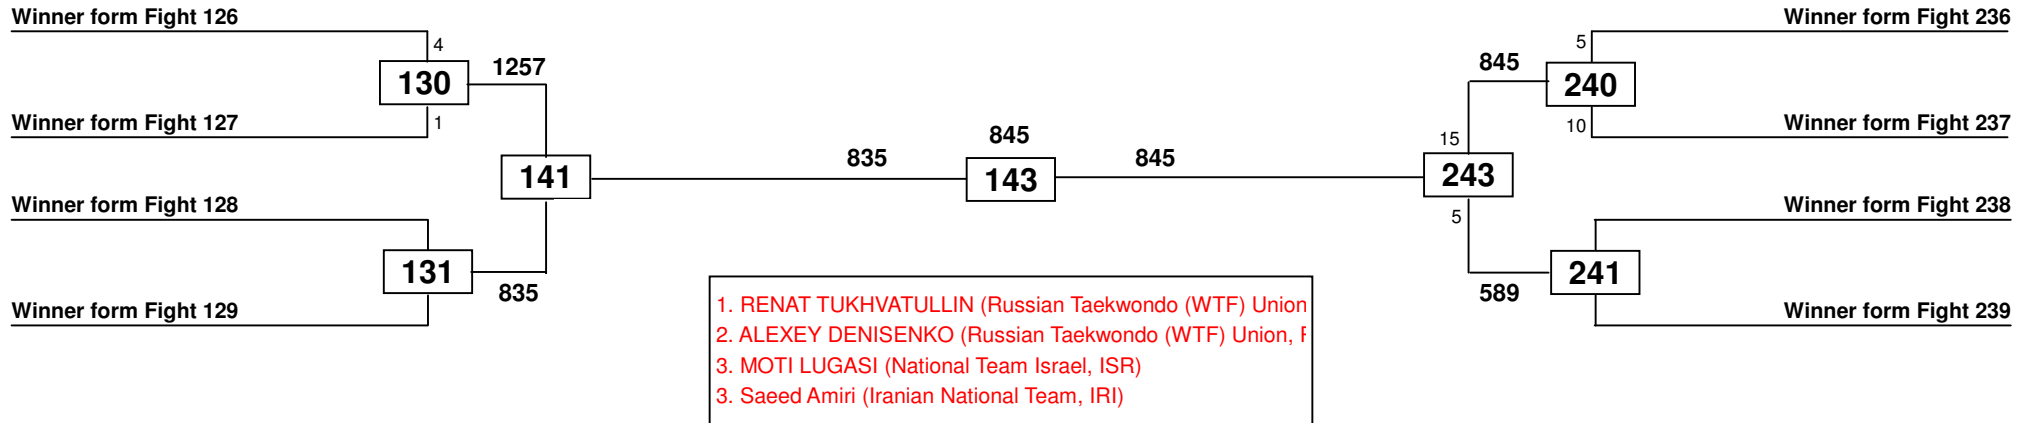 Winner form Fight 126
Winner form Fight 236
4
5
1257
845
130
240
Winner form Fight 127
1
10
Winner form Fight 237
845
15
835
845
141
143
243
Winner form Fight 128
5
Winner form Fight 238
131
241
835
589
Winner form Fight 129
Winner form Fight 239
1. RENAT TUKHVATULLIN (Russian Taekwondo (WTF) Union
2. ALEXEY DENISENKO (Russian Taekwondo (WTF) Union,
3. MOTI LUGASI (National Team Israel, ISR)
3. Saeed Amiri (Iranian National Team, IRI)